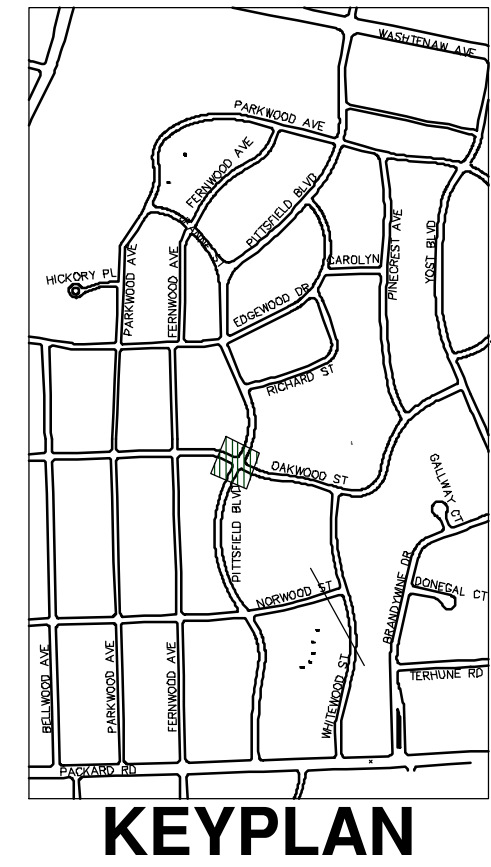 WASHTENAW AVE
PARKWOOD AVE
FERNWOOD AVE
PITTSFIELD BLVD
CAROLYN
PINECREST AVE
YOST BLVD
HICKORY PL
PARKWOOD AVE
FERNWOOD AVE
EDGEWOOD DR
RICHARD ST
OAKWOOD ST
GALLWAY CT
PITTSFIELD BLVD
NORWOOD ST
BRANDYWINE DR
DONEGAL CT
BELLWOOD AVE
PARKWOOD AVE
FERNWOOD AVE
WHITEWOOD ST
TERHUNE RD
PACKARD RD
KEYPLAN